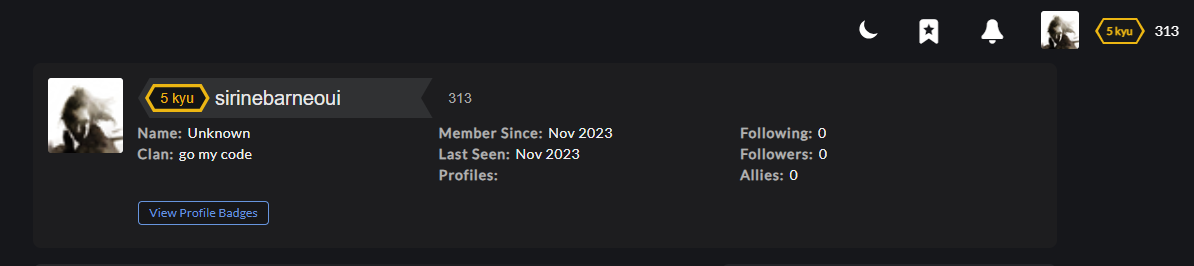 5 kyu 313
5 kyu sirinebarneoui 313
Name: Unknown Member Since: Nov 2023 Following: 0
Clan: go my code Last Seen: Nov 2023 Followers: 0
Profiles: Allies: 0
View Profile Badges